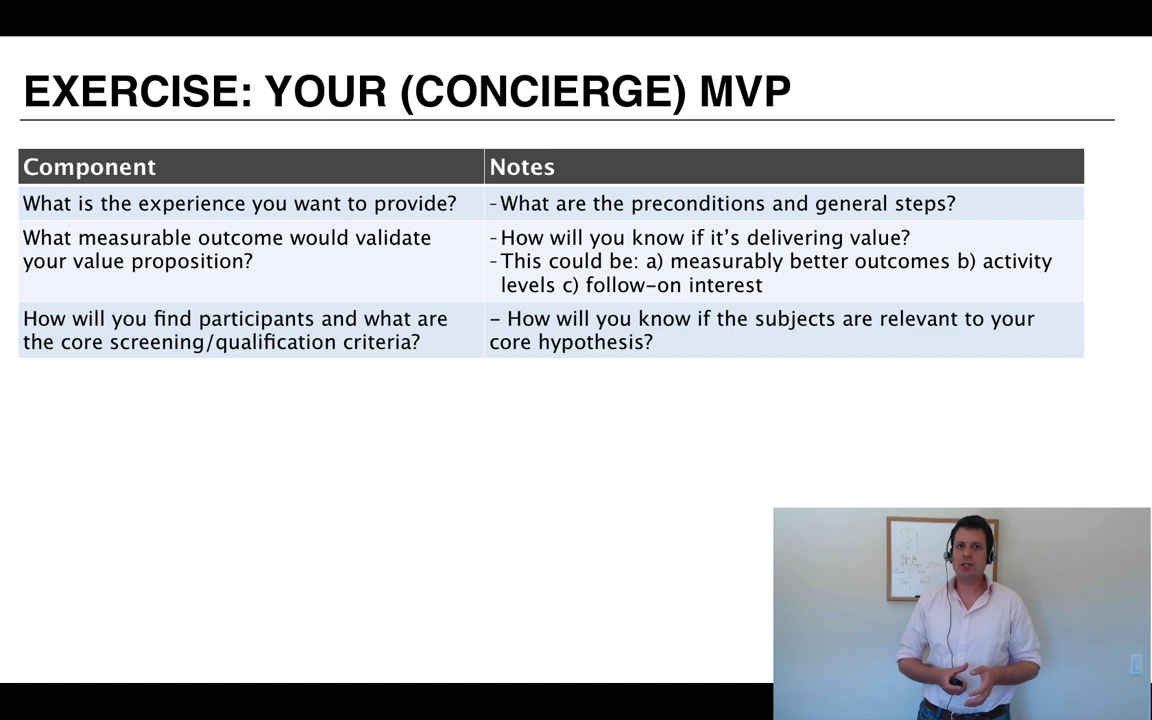 EXERCISE: YOUR (CONCIERGE) MVP
Component
Notes
What is the experience you want to provide?
-What are the preconditions and general steps?
What measurable outcome would validate
your value proposition?
-How will you know if it’s delivering value?
-This could be: a) measurably better outcomes b) activity
levels c) follow-on interest
How will you find participants and what are
the core screening/qualification criteria?
- How will you know if the subjects are relevant to your
core hypothesis?